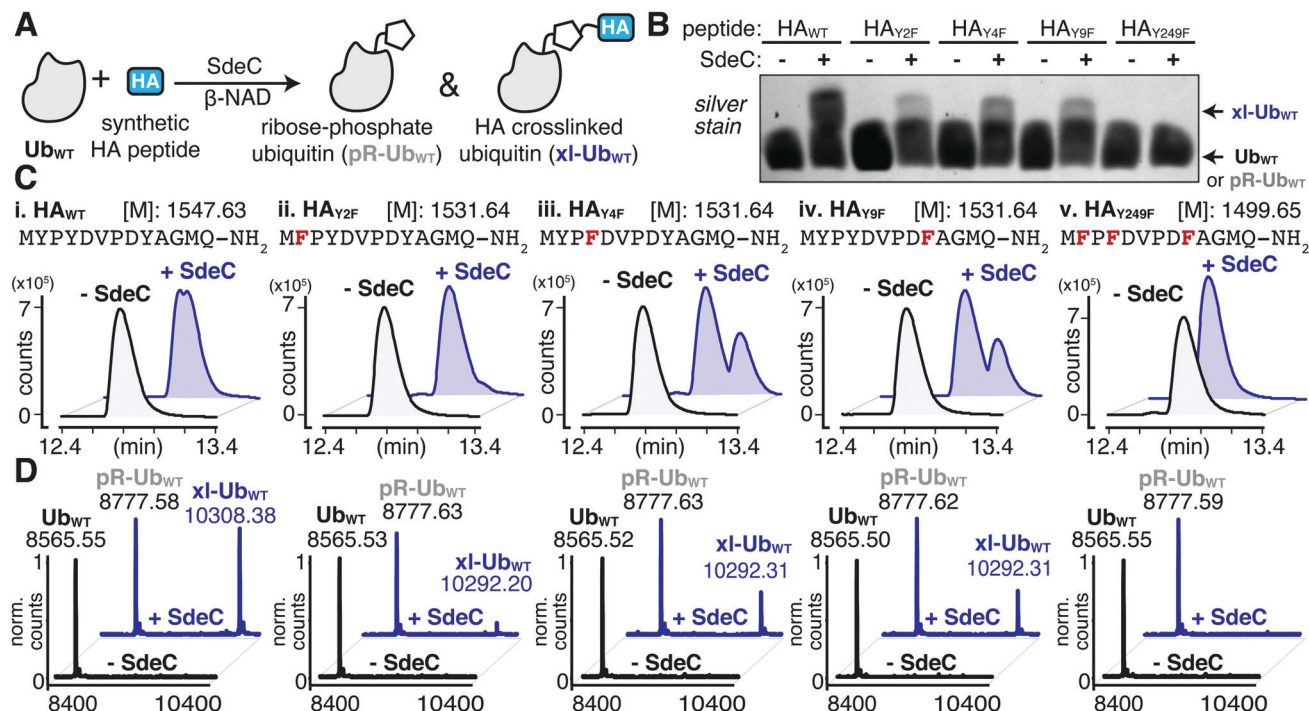 A
Ub_WT
+
HA
synthetic
HA peptide
SdeC
β-NAD
ribose-phosphate
ubiquitin (pR-Ub_WT)
&
HA
HA crosslinked
ubiquitin (xl-Ub_WT)
B
peptide: HA_WT HA_Y2F HA_Y4F HA_Y9F HA_Y249F
SdeC: - + - + - + - + - +
silver
stain
xl-Ub_WT
Ub_WT
or pR-Ub_WT
C
i. HA_WT [M]: 1547.63
MYPYDVPDYAGMQ-NH2
(x10⁵)
7
0
counts
- SdeC
+ SdeC
12.4 (min) 13.4
ii. HA_Y2F [M]: 1531.64
MFPYDVPDYAGMQ-NH2
(x10⁵)
7
0
counts
- SdeC
+ SdeC
12.4 (min) 13.4
iii. HA_Y4F [M]: 1531.64
MYPFDVPDYAGMQ-NH2
(x10⁵)
7
0
counts
- SdeC
+ SdeC
12.4 (min) 13.4
iv. HA_Y9F [M]: 1531.64
MYPYDVPDFAGMQ-NH2
(x10⁵)
7
0
counts
- SdeC
+ SdeC
12.4 (min) 13.4
v. HA_Y249F [M]: 1499.65
MFPFDVPDFAGMQ-NH2
(x10⁵)
7
0
counts
- SdeC
+ SdeC
12.4 (min) 13.4
D
pR-Ub_WT
8777.58
xl-Ub_WT
10308.38
Ub_WT
8565.55
1
0
norm.
counts
+ SdeC
- SdeC
8400 10400
pR-Ub_WT
8777.63
Ub_WT
8565.53
xl-Ub_WT
10292.20
1
0
norm.
counts
+ SdeC
- SdeC
8400 10400
pR-Ub_WT
8777.63
Ub_WT
8565.52
xl-Ub_WT
10292.31
1
0
norm.
counts
+ SdeC
- SdeC
8400 10400
pR-Ub_WT
8777.62
Ub_WT
8565.50
xl-Ub_WT
10292.31
1
0
norm.
counts
+ SdeC
- SdeC
8400 10400
pR-Ub_WT
8777.59
Ub_WT
8565.55
1
0
norm.
counts
+ SdeC
- SdeC
8400 10400